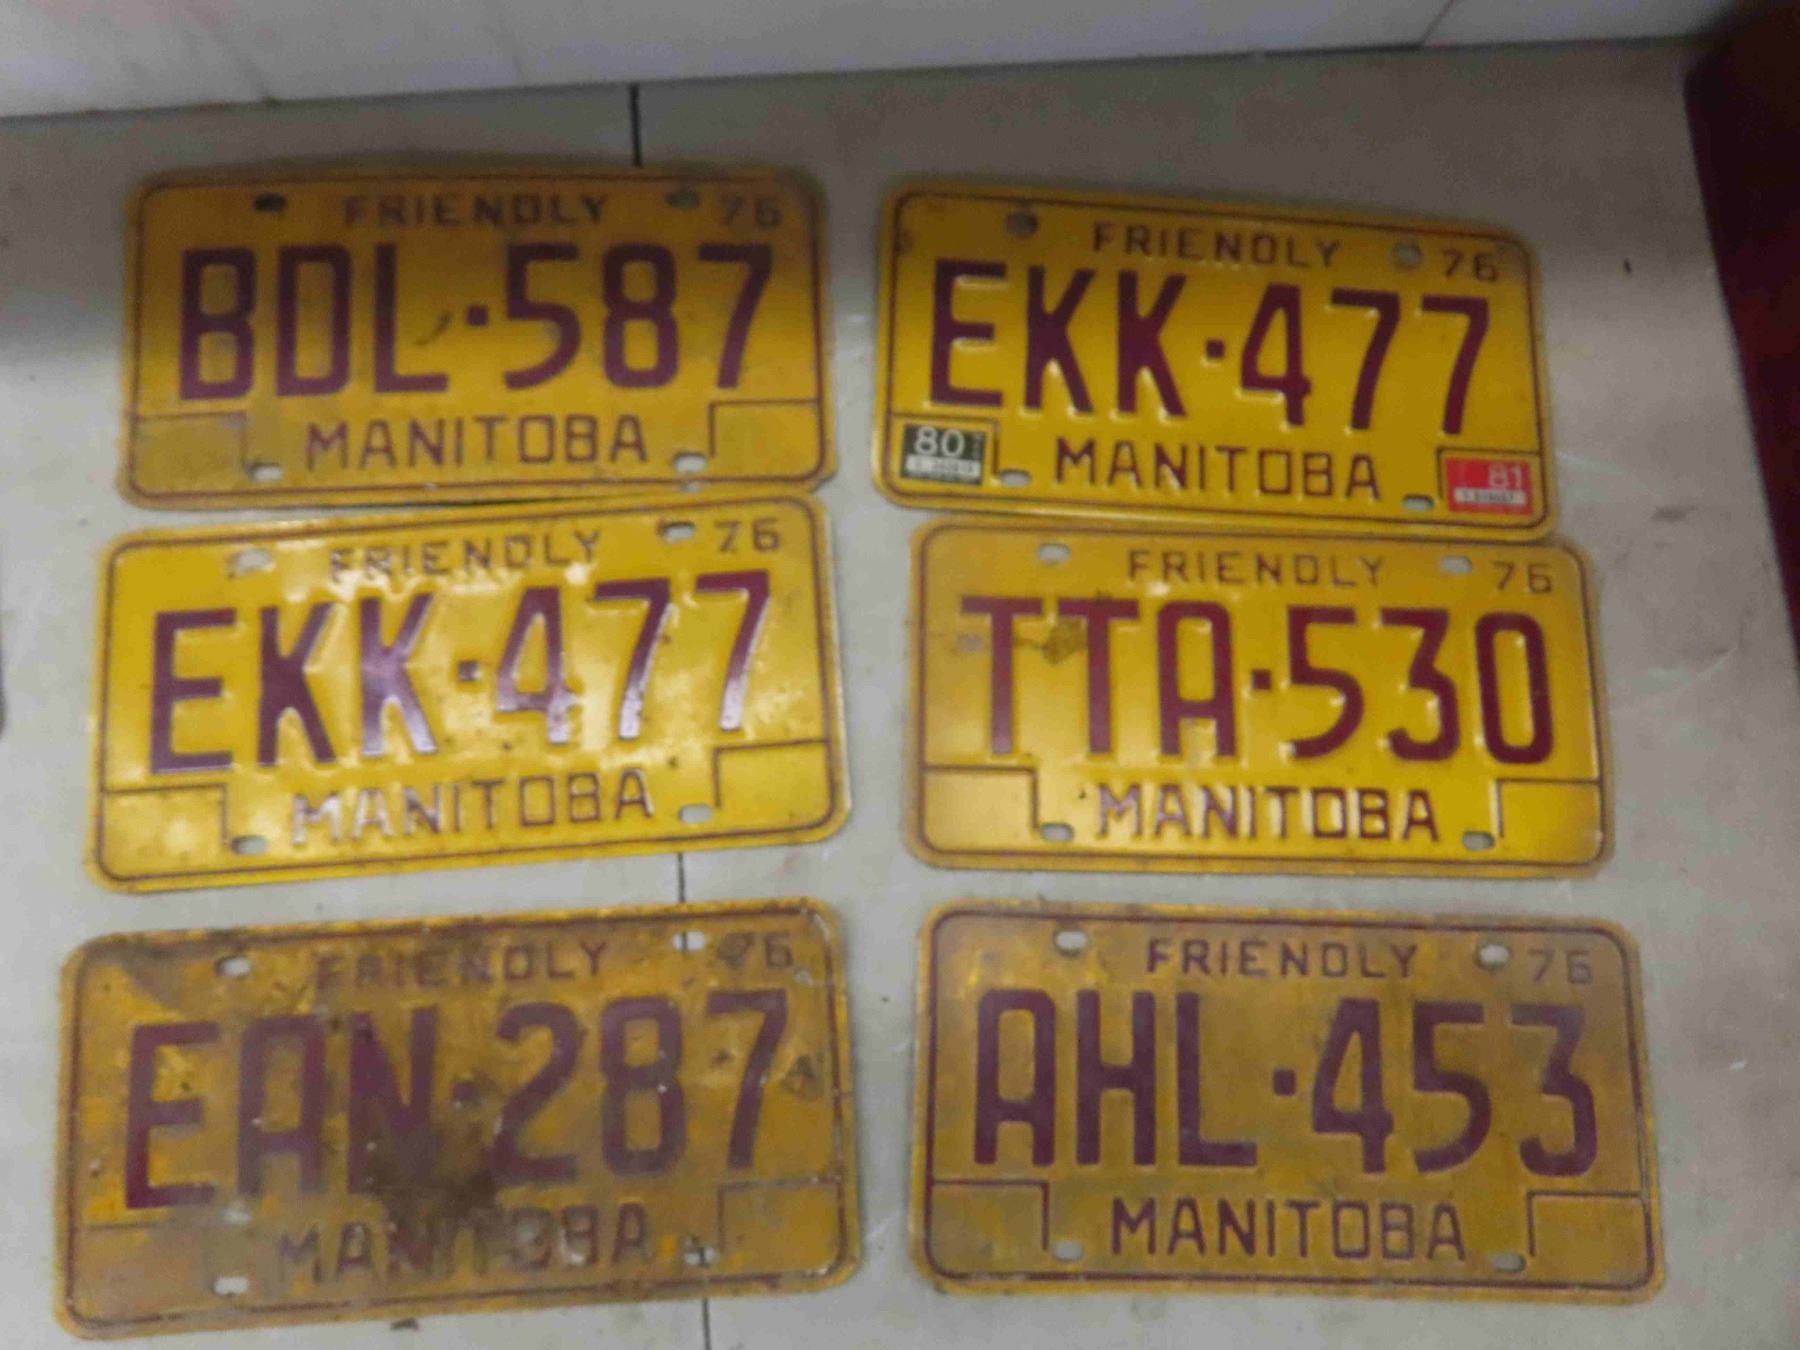 FRIENDLY 76
BDL·587
MANITOBA
FRIENDLY 76
EKK·477
80 MANITOBA 81
FRIENDLY 76
EKK·477
MANITOBA
FRIENDLY 76
TTA·530
MANITOBA
FRIENDLY 76
EAN·287
MANITOBA
FRIENDLY 76
AHL·453
MANITOBA